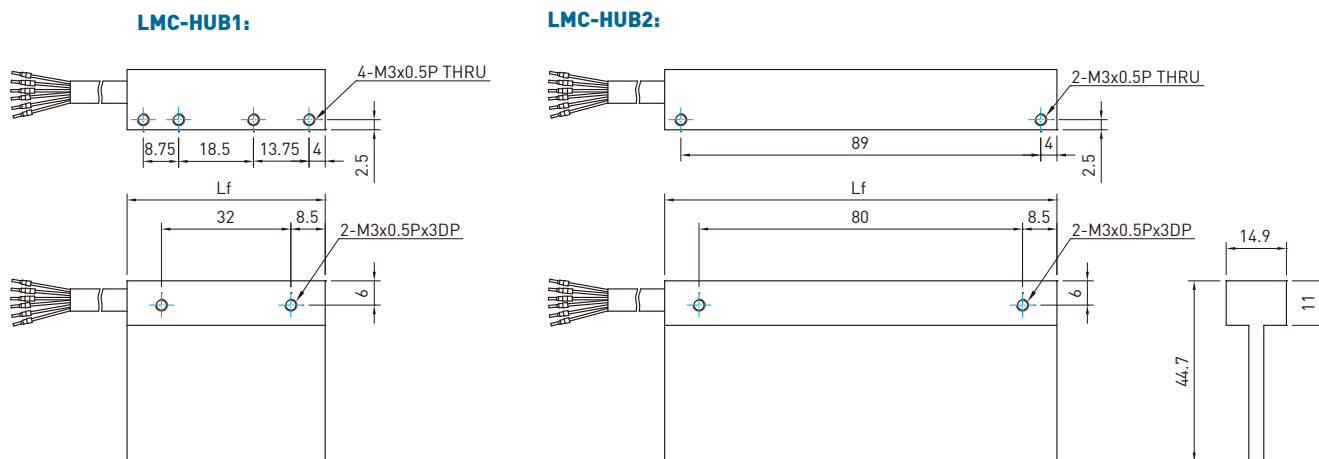 LMC-HUB1:
4-M3x0.5P THRU
8.75
18.5
13.75
4
2.5
Lf
32
8.5
2-M3x0.5Px3DP
6
LMC-HUB2:
2-M3x0.5P THRU
89
4
2.5
Lf
80
8.5
2-M3x0.5Px3DP
6
14.9
11
44.7